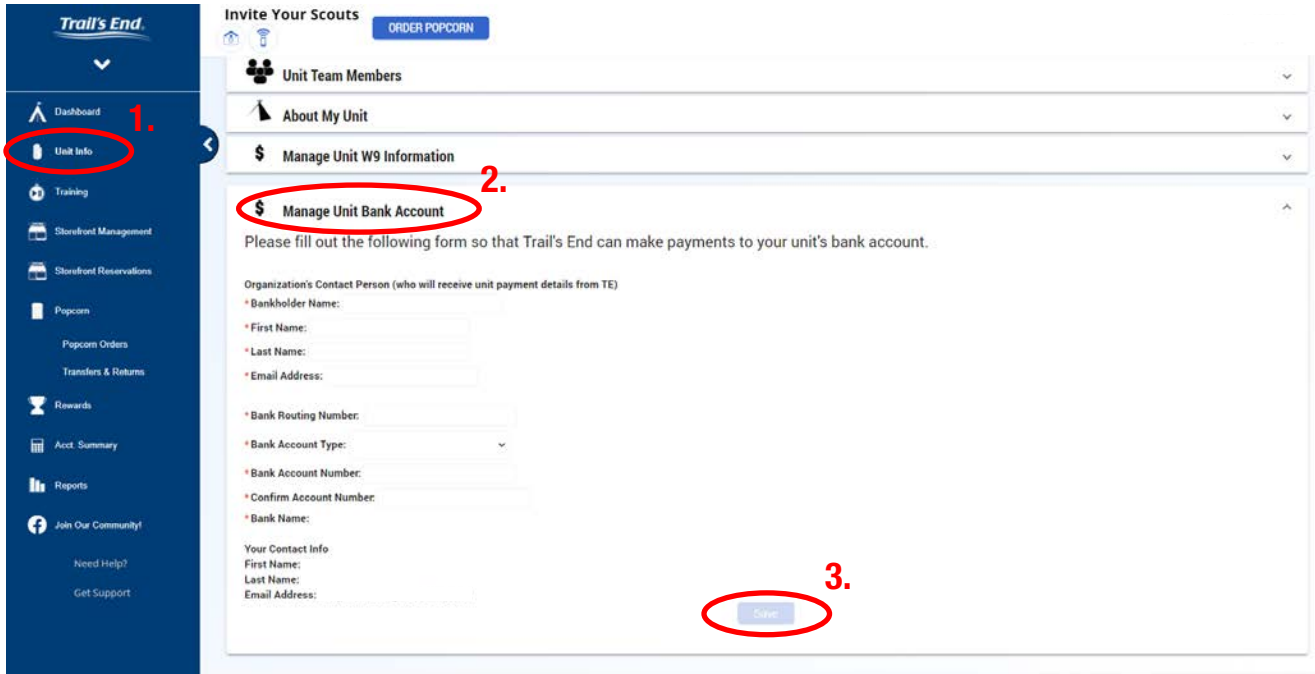 Trail's End.
Dashboard
1.
Unit Info
Training
Storefront Management
Storefront Reservations
Popcorn
Popcorn Orders
Transfers & Returns
Rewards
Acct. Summary
Reports
Join Our Community!
Need Help?
Get Support
Invite Your Scouts
ORDER POPCORN
Unit Team Members
About My Unit
$ Manage Unit W9 Information
2.
$ Manage Unit Bank Account
Please fill out the following form so that Trail's End can make payments to your unit's bank account.
Organization's Contact Person (who will receive unit payment details from TE)
* Bankholder Name:
* First Name:
* Last Name:
* Email Address:
* Bank Routing Number:
* Bank Account Type:
* Bank Account Number:
* Confirm Account Number:
* Bank Name:
Your Contact Info
First Name:
Last Name:
Email Address:
3.
Save